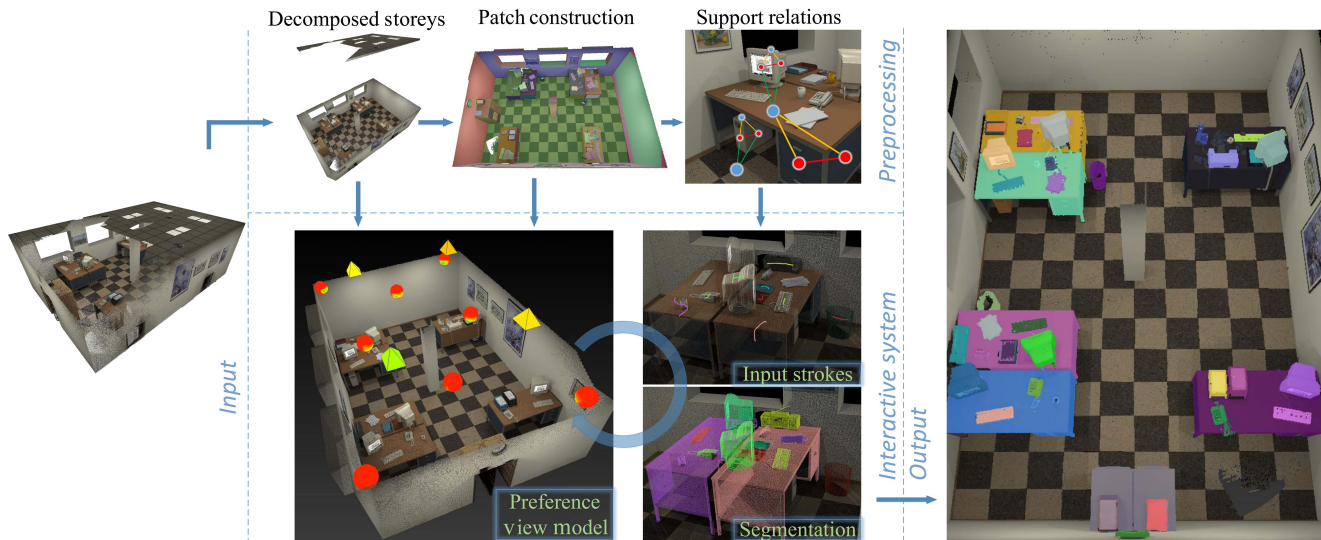 Decomposed storeys
Patch construction
Support relations
Preprocessing
Input
Input strokes
Preference
view model
Segmentation
Interactive system
Output